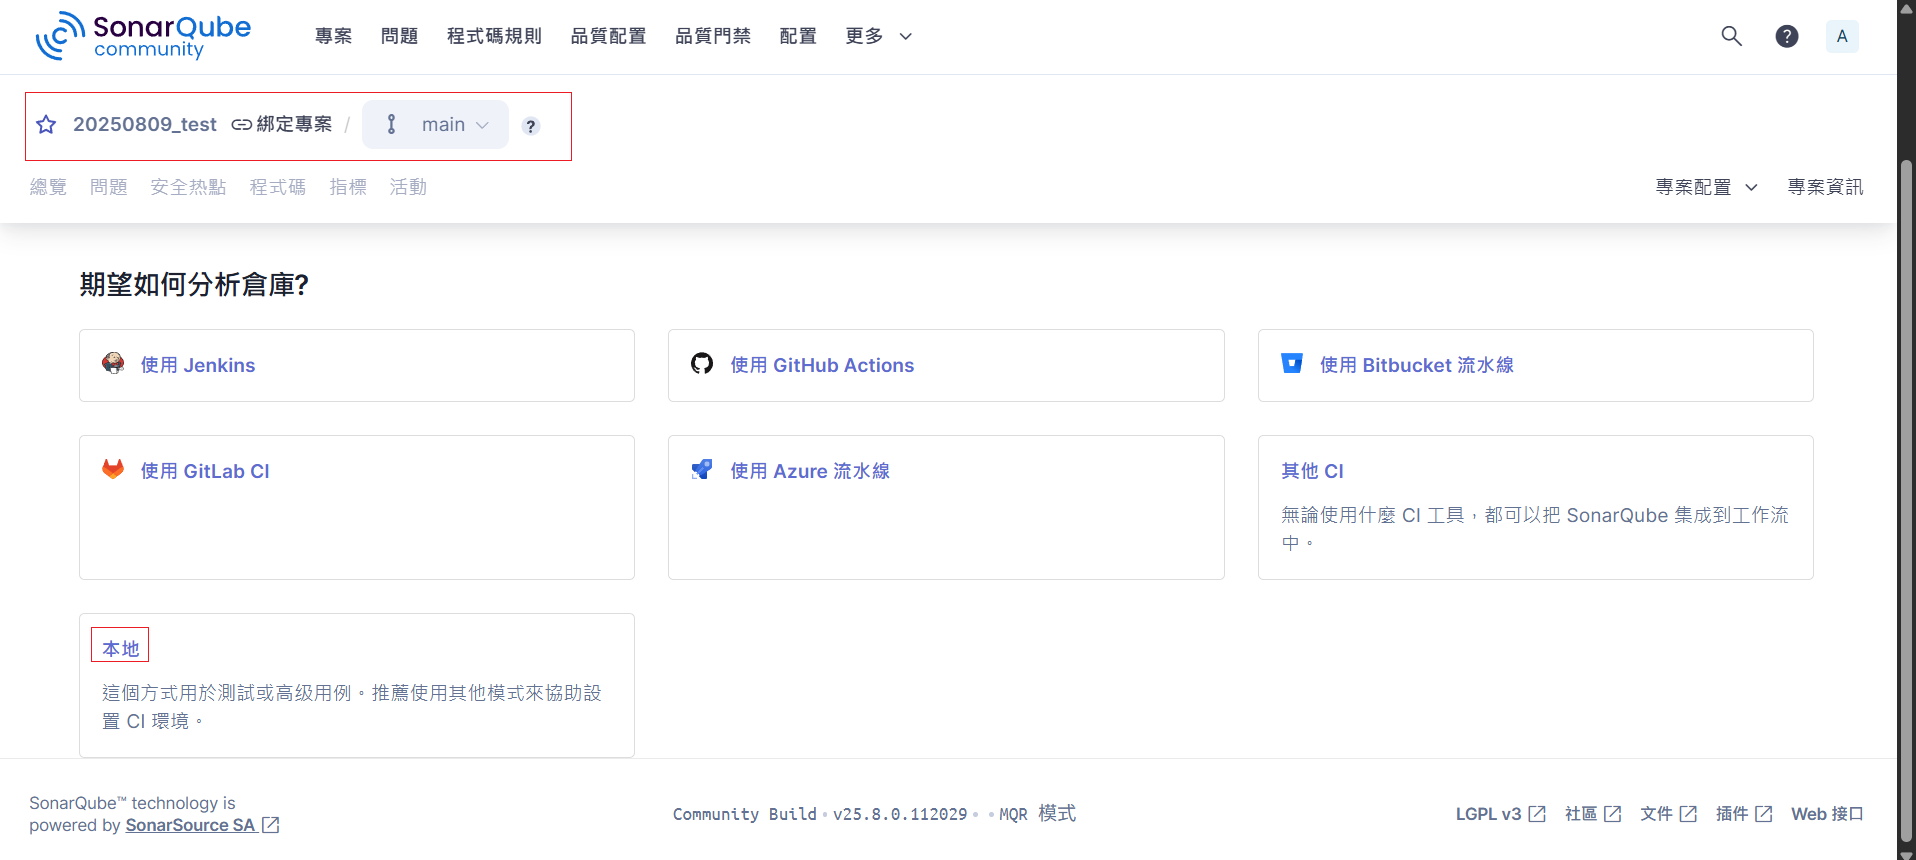 SonarQube community
專案 問題 程式碼規則 品質配置 品質門禁 配置 更多
A
20250809_test 綁定專案 / main ?
總覽 問題 安全热點 程式碼 指標 活動
專案配置 專案資訊
期望如何分析倉庫?
使用 Jenkins
使用 GitHub Actions
使用 Bitbucket 流水線
使用 GitLab CI
使用 Azure 流水線
其他 CI
無論使用什麼 CI 工具，都可以把 SonarQube 集成到工作流
中。
本地
這個方式用於測試或高级用例。推薦使用其他模式來協助設
置 CI 環境。
SonarQube™ technology is
powered by SonarSource SA
Community Build • v25.8.0.112029 • • MQR 模式
LGPL v3 社區 文件 插件 Web 接口